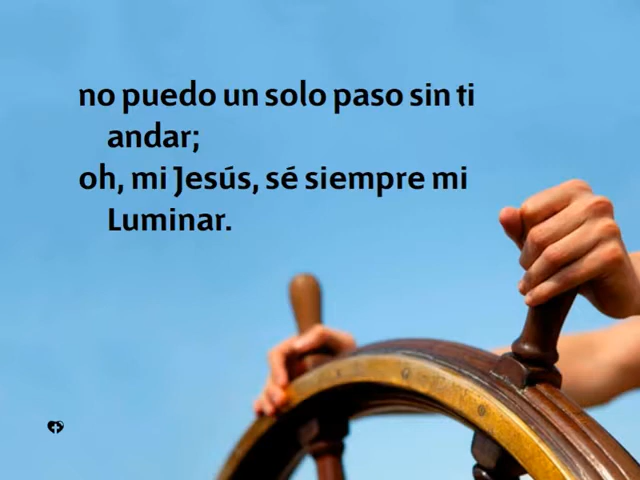 no puedo un solo paso sin ti
andar;
oh, mi Jesús, sé siempre mi
Luminar.